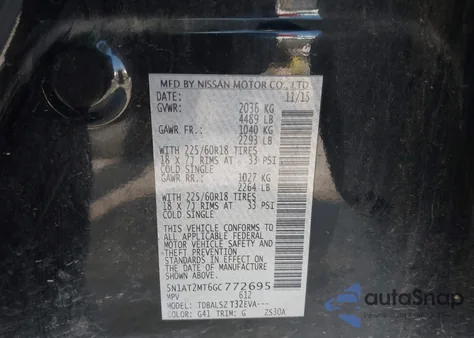 MFD BY NISSAN MOTOR CO., LTD.
DATE: 11/15
GVWR: 2036 KG
4489 LB
GAWR FR.: 1040 KG
2293 LB
WITH 225/60R18 TIRES
18 X 7J RIMS AT 33 PSI
COLD SINGLE
GAWR RR.: 1027 KG
2264 LB
WITH 225/60R18 TIRES
18 X 7J RIMS AT 33 PSI
COLD SINGLE
THIS VEHICLE CONFORMS TO
ALL APPLICABLE FEDERAL
MOTOR VEHICLE SAFETY AND
THEFT PREVENTION
STANDARDS IN EFFECT ON
THE DATE OF MANUFACTURE
SHOWN ABOVE.
5N1AT2MT6GC772695
MPV 612
MODEL: TDBALSZ T32EVA---
COLOR: G41 TRIM: G ZS30A
autoSnap